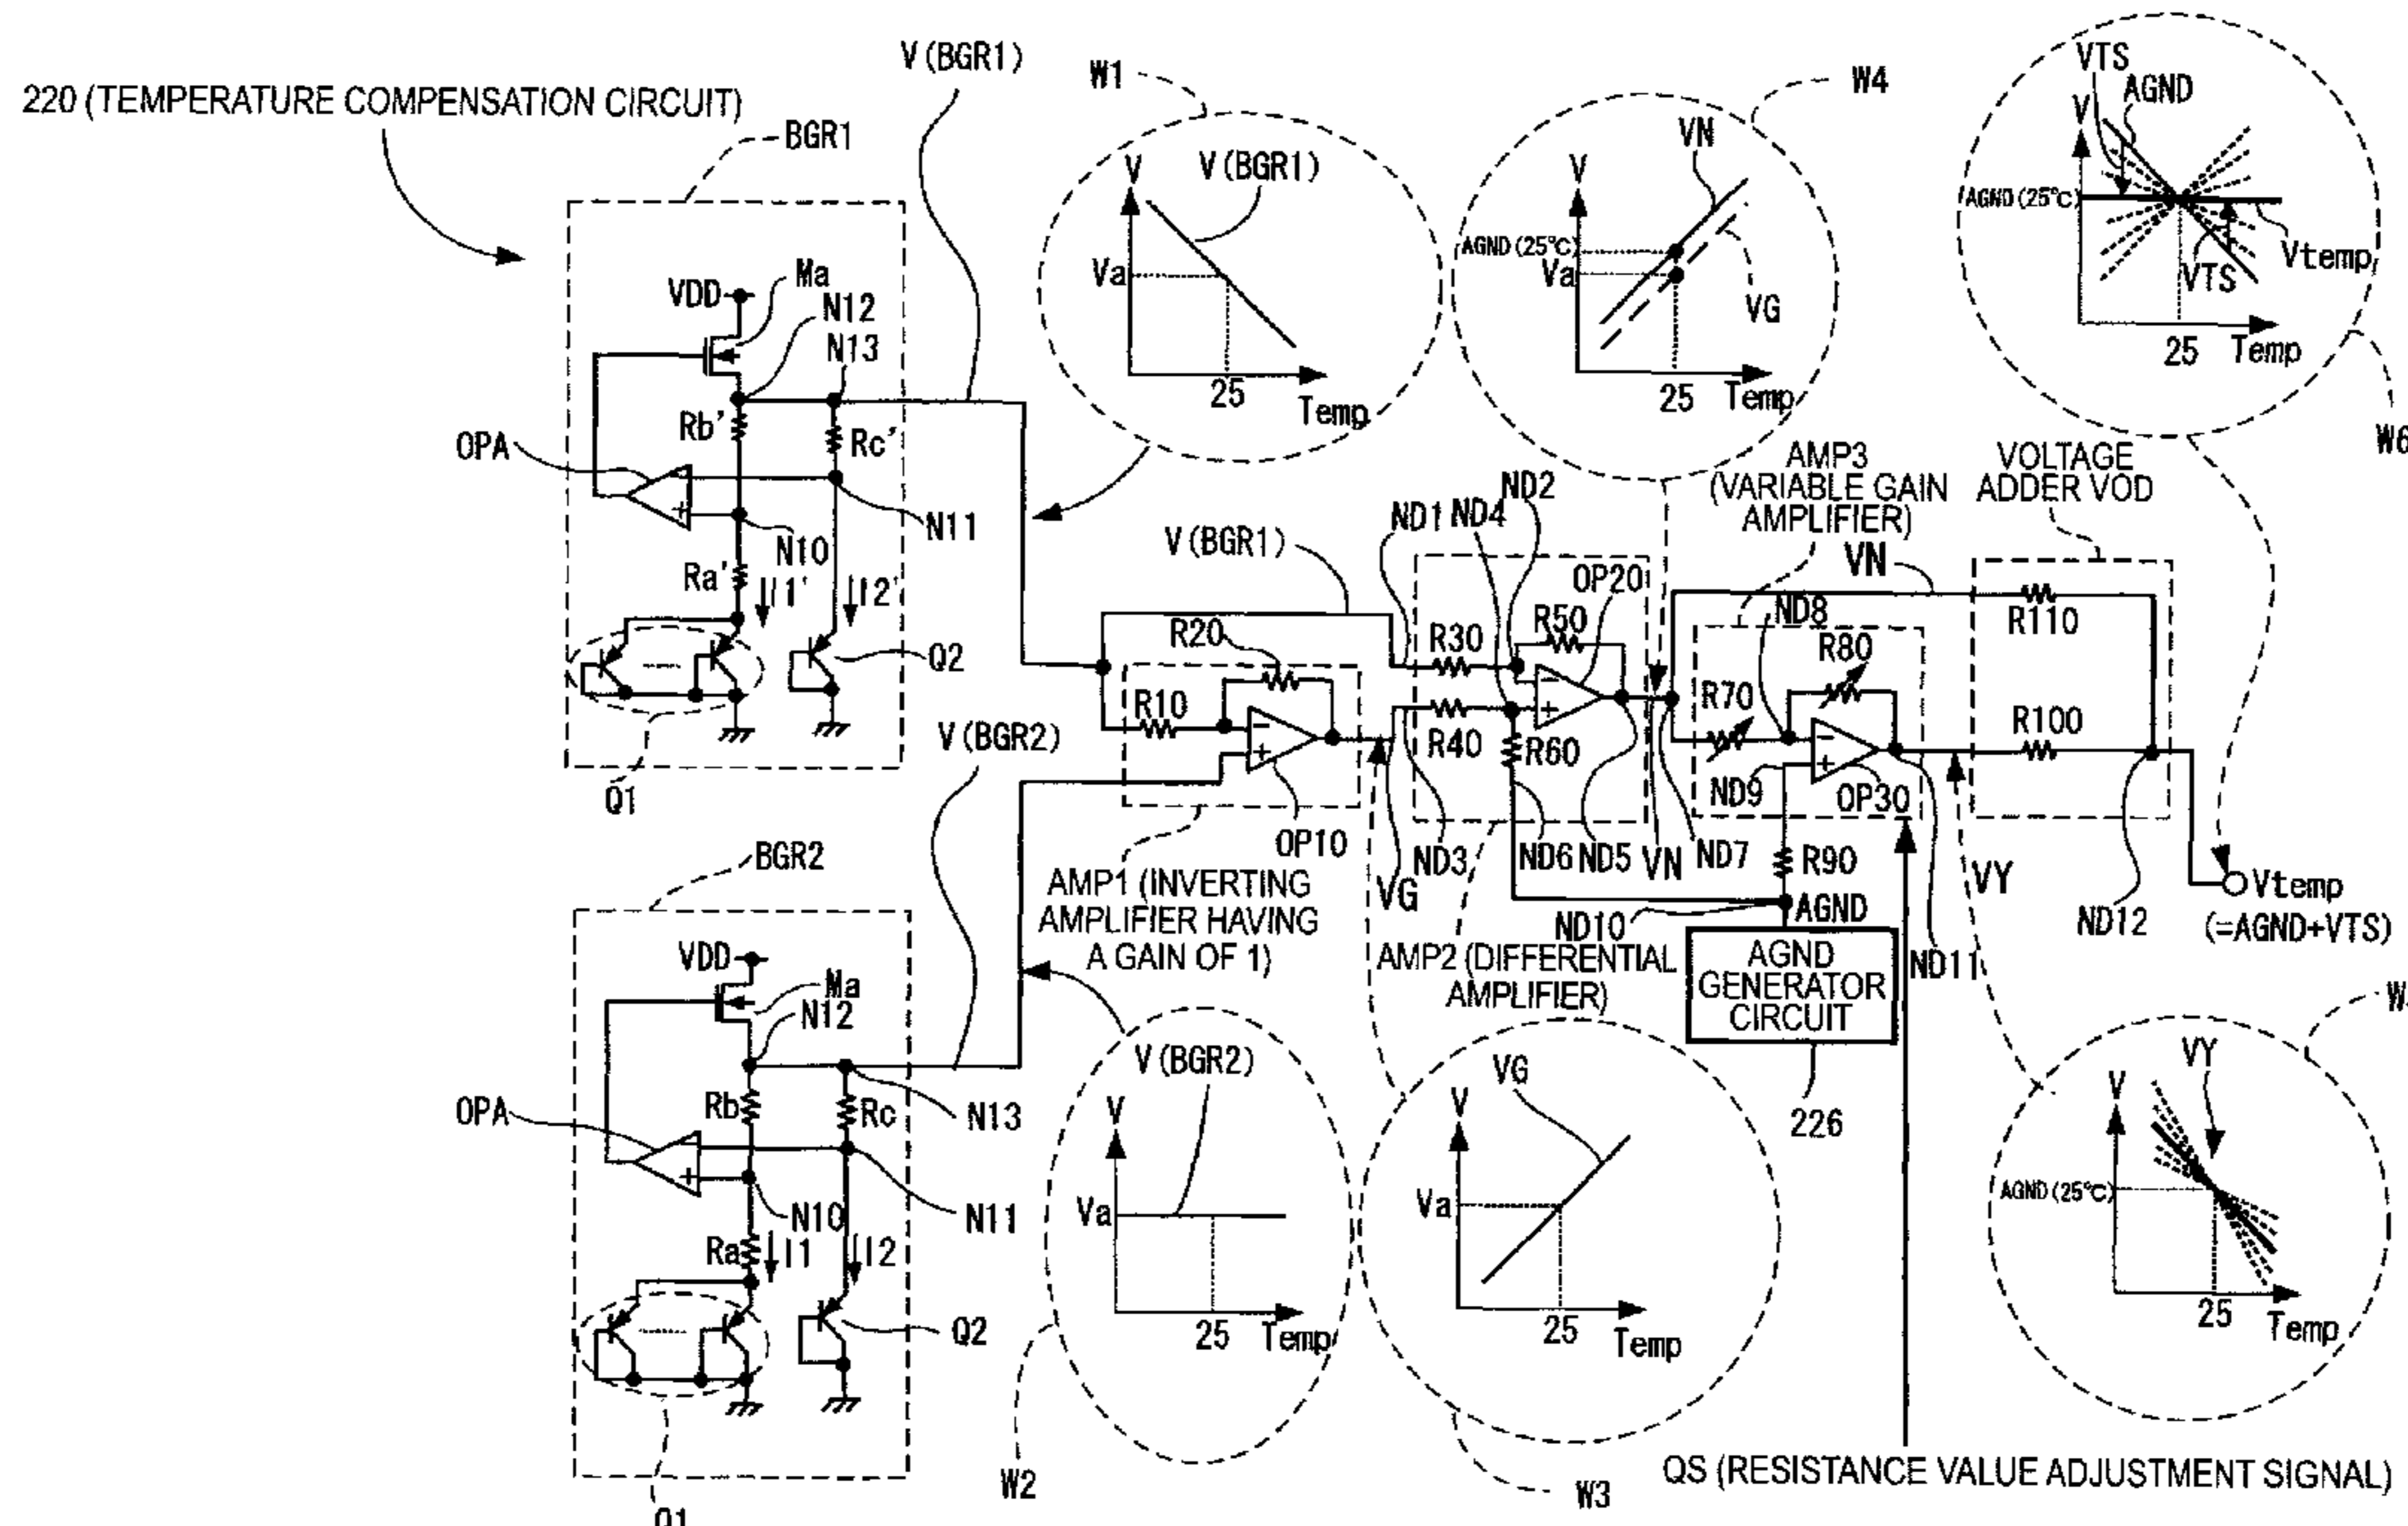 220 (TEMPERATURE COMPENSATION CIRCUIT)
BGR1
V (BGR1)
VDD
Ma
N12
N13
Rb'
Rc'
OPA
+
N11
N10
Ra'
I1'
I2'
Q2
Q1
V (BGR2)
BGR2
VDD
Ma
N12
OPA
Rb
Rc
N13
+
N10
N11
Ra
I1
I2
Q2
Q1
W1
V
V (BGR1)
Va
25
Temp
W4
VN
V
AGND (25℃)
Va
VG
25
Temp
VTS
AGND
V
AGND (25℃)
Vtemp
VTS
25
Temp
W6
AMP3
(VARIABLE GAIN
AMPLIFIER)
VOLTAGE
ADDER VOD
V (BGR1)
ND1
ND4
ND2
OP20
VN
R20
R30
R50
ND8
R80
R110
R10
−
+
R40
−
+
R60
R70
−
+
R100
OP10
ND9
OP30
AMP1 (INVERTING
AMPLIFIER HAVING
A GAIN OF 1)
VG
ND3
ND6
ND5
VN
ND7
R90
VY
ND10
AGND
ND12
Vtemp
(=AGND+VTS)
AMP2 (DIFFERENTIAL
AMPLIFIER)
AGND
GENERATOR
CIRCUIT
ND11
226
V (BGR2)
V
Va
25
Temp
W2
VG
V
Va
25
Temp
W3
VY
V
AGND (25℃)
25
Temp
QS (RESISTANCE VALUE ADJUSTMENT SIGNAL)